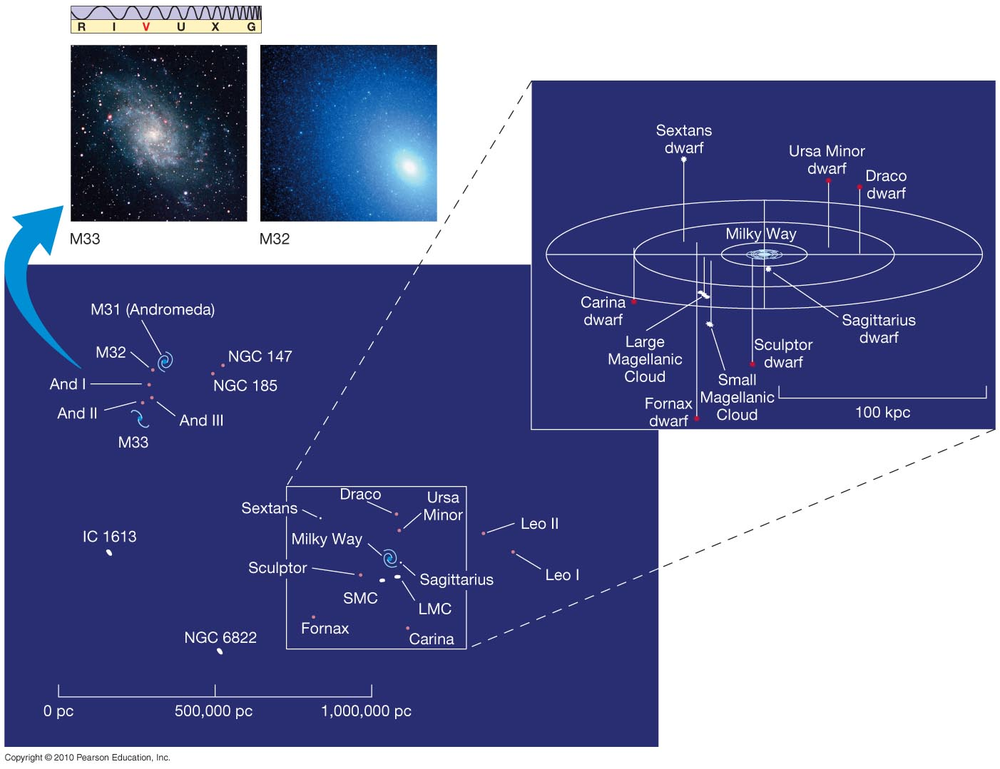 R I V U X G
M33
M32
Sextans
dwarf
Ursa Minor
dwarf
Draco
dwarf
Milky Way
Carina
dwarf
Large
Magellanic
Cloud
Sagittarius
dwarf
Sculptor
dwarf
Small
Magellanic
Cloud
Fornax
dwarf
100 kpc
M31 (Andromeda)
M32
NGC 147
And I
NGC 185
And II
And III
M33
Draco
Ursa
Minor
Sextans
Leo II
IC 1613
Milky Way
Sculptor
Sagittarius
Leo I
SMC
LMC
Fornax
Carina
NGC 6822
0 pc
500,000 pc
1,000,000 pc
Copyright © 2010 Pearson Education, Inc.